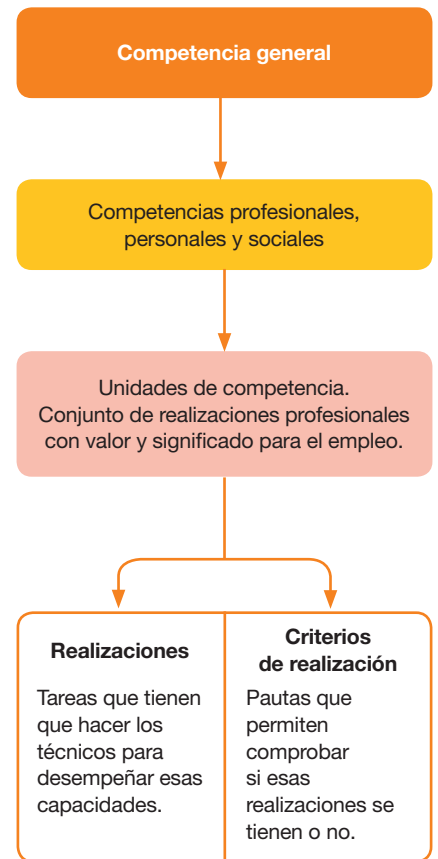 Competencia general
Competencias profesionales,
personales y sociales
Unidades de competencia.
Conjunto de realizaciones profesionales
con valor y significado para el empleo.
Realizaciones
Tareas que tienen
que hacer los
técnicos para
desempeñar esas
capacidades.
Criterios
de realización
Pautas que
permiten
comprobar
si esas
realizaciones se
tienen o no.